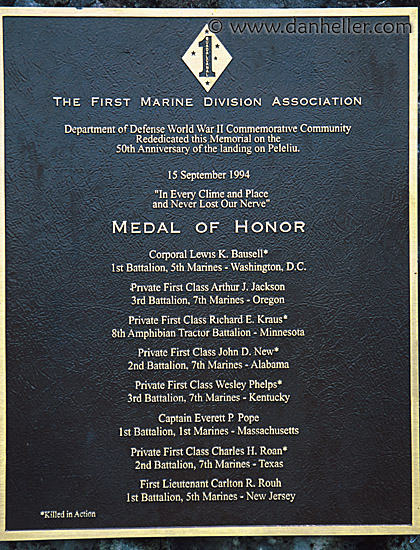 © www.danheller.com
1
THE FIRST MARINE DIVISION ASSOCIATION
Department of Defense World War II Commemorative Community
Rededicated this Memorial on the
50th Anniversary of the landing on Peleliu.
15 September 1994
"In Every Clime and Place
and Never Lost Our Nerve"
MEDAL OF HONOR
Corporal Lewis K. Bausell*
1st Battalion, 5th Marines - Washington, D.C.
Private First Class Arthur J. Jackson
3rd Battalion, 7th Marines - Oregon
Private First Class Richard E. Kraus*
8th Amphibian Tractor Battalion - Minnesota
Private First Class John D. New*
2nd Battalion, 7th Marines - Alabama
Private First Class Wesley Phelps*
3rd Battalion, 7th Marines - Kentucky
Captain Everett P. Pope
1st Battalion, 1st Marines - Massachusetts
Private First Class Charles H. Roan*
2nd Battalion, 7th Marines - Texas
First Lieutenant Carlton R. Rouh
1st Battalion, 5th Marines - New Jersey
*Killed in Action